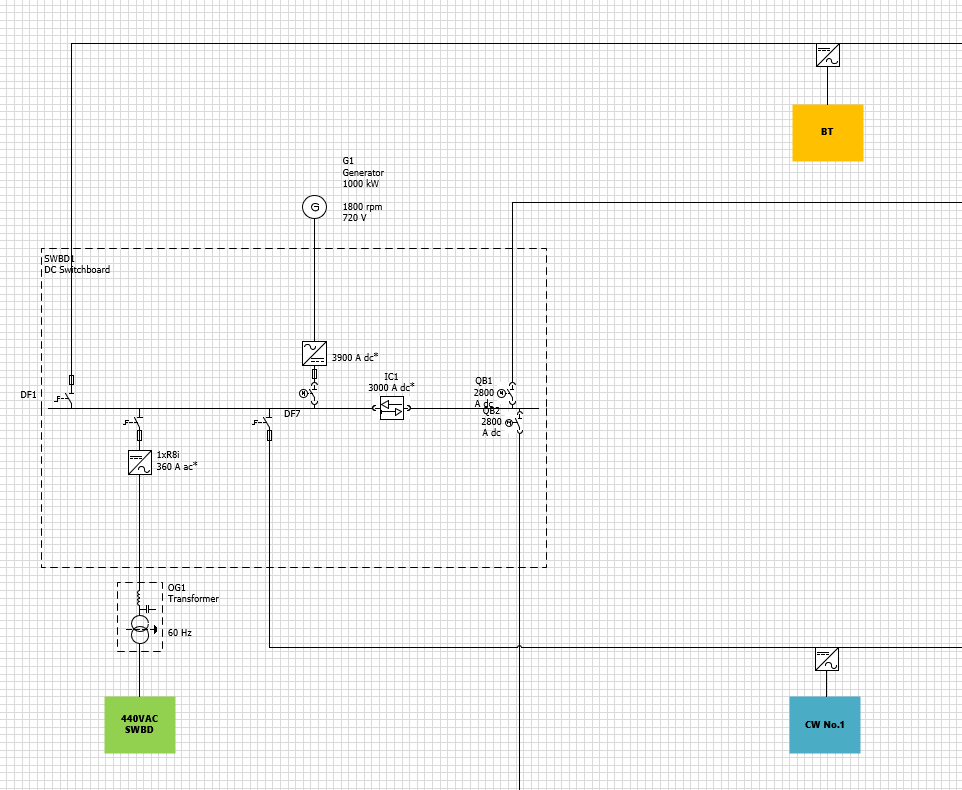 BT
G1
Generator
1000 kW
G
1800 rpm
720 V
SWBD1
DC Switchboard
3900 A dc*
IC1
3000 A dc*
DF1
M
QB1
2800
A dc
M
DF7
QB2
2800
A dc
M
1xR8i
360 A ac*
OG1
Transformer
60 Hz
440VAC
SWBD
CW No.1